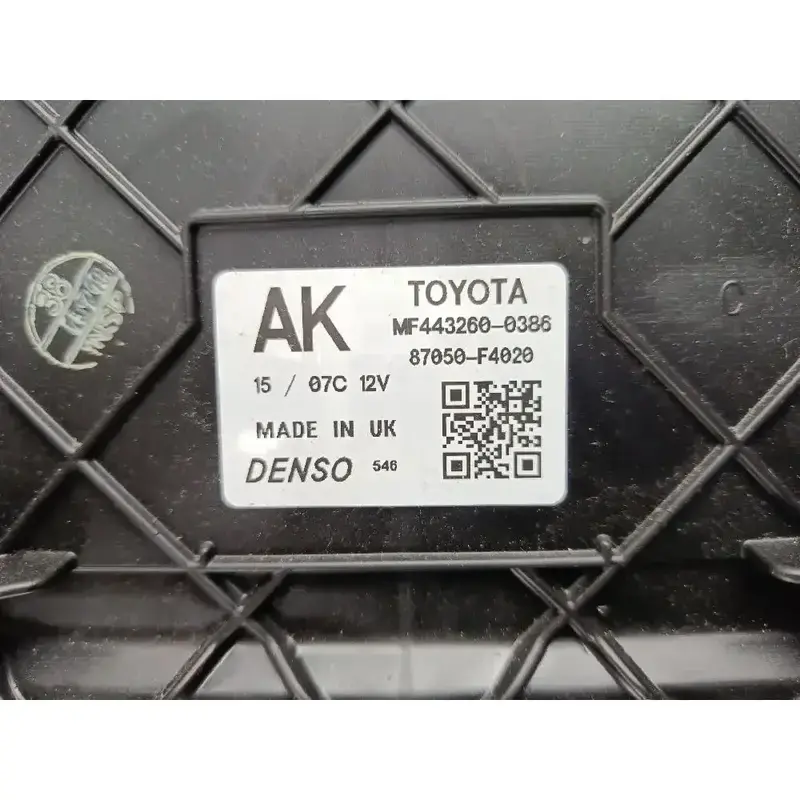 AK
TOYOTA
MF443260-0386
87050-F4020
15 / 07C 12V
MADE IN UK
DENSO 546
C